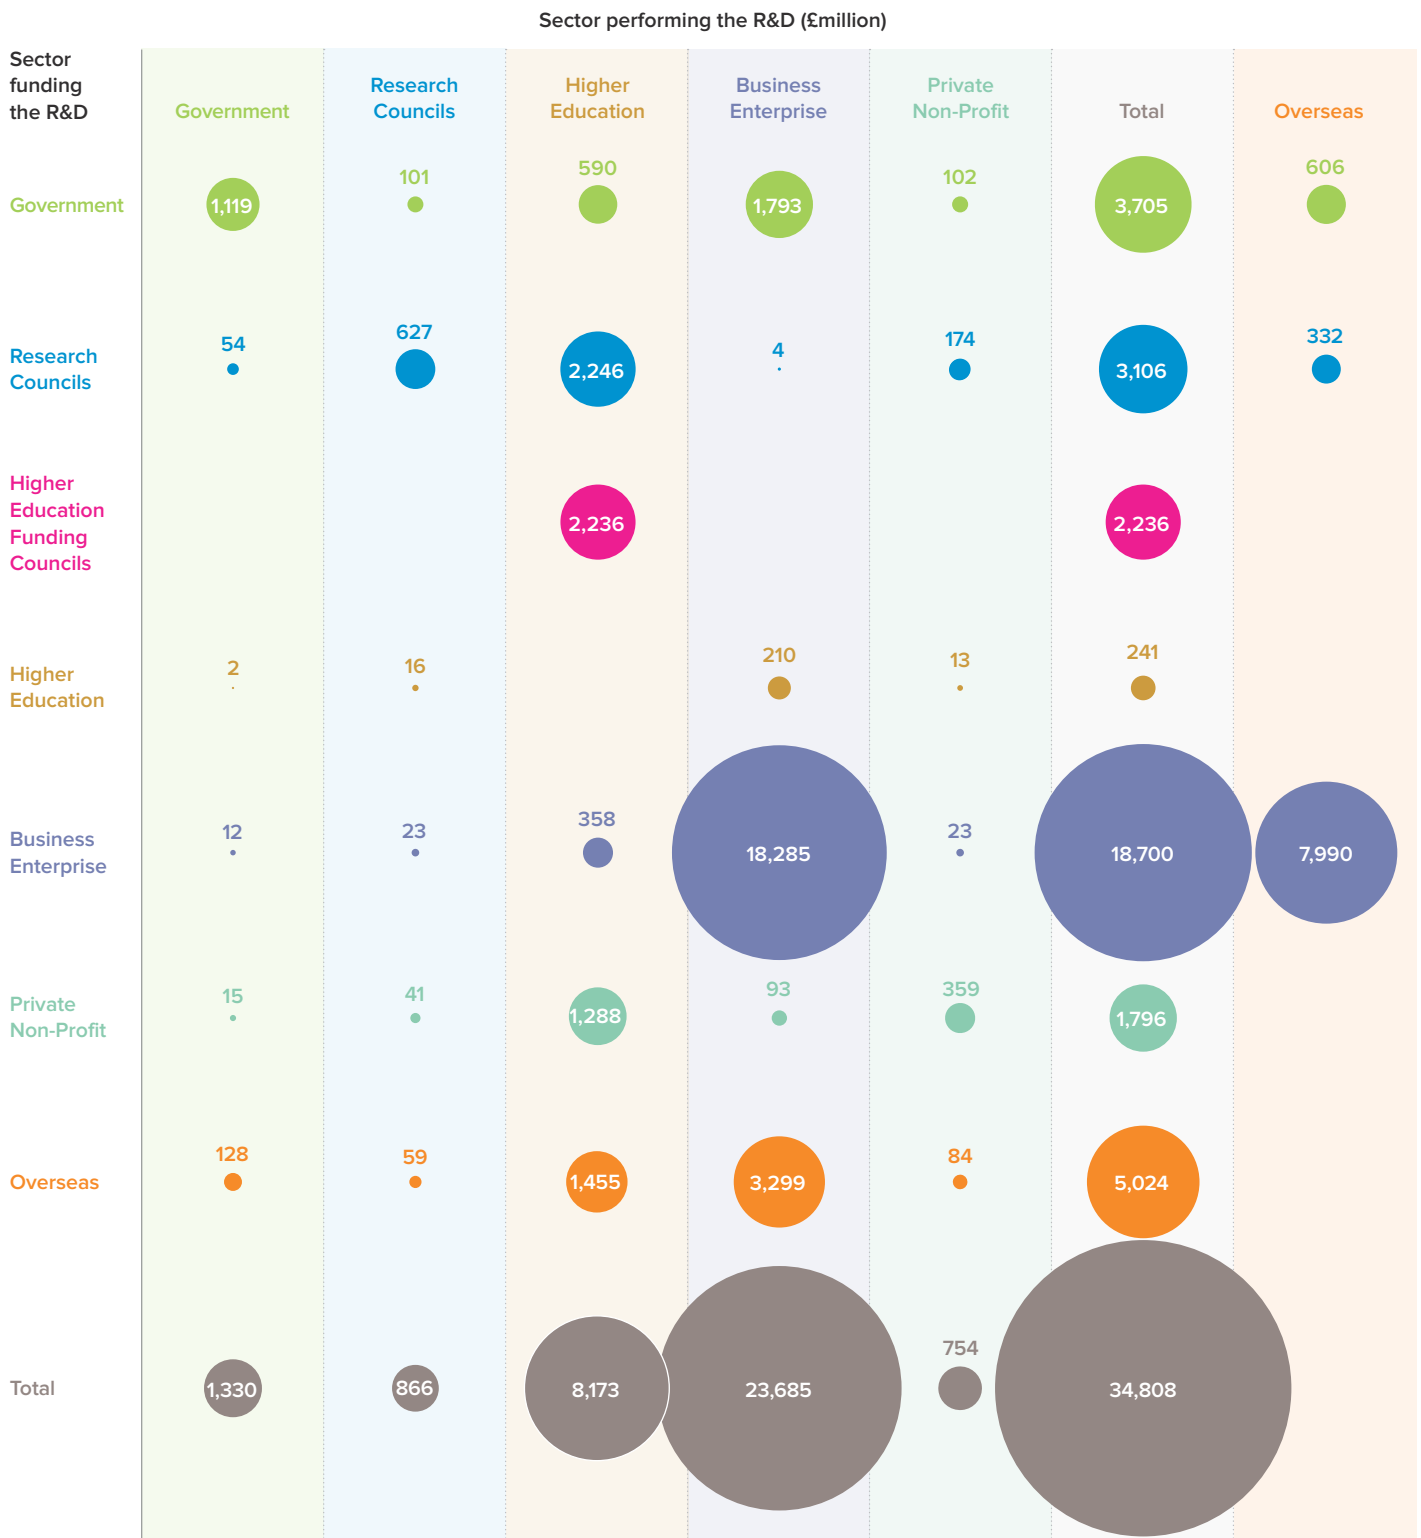 Sector performing the R&D (£million)
Sector
funding
the R&D
Government
Research
Councils
Higher
Education
Business
Enterprise
Private
Non-Profit
Total
Overseas
Government
1,119
101
590
1,793
102
3,705
606
Research
Councils
54
627
2,246
4
174
3,106
332
Higher
Education
Funding
Councils
2,236
2,236
Higher
Education
2
16
210
13
241
Business
Enterprise
12
23
358
18,285
23
18,700
7,990
Private
Non-Profit
15
41
1,288
93
359
1,796
Overseas
128
59
1,455
3,299
84
5,024
Total
1,330
866
8,173
23,685
754
34,808